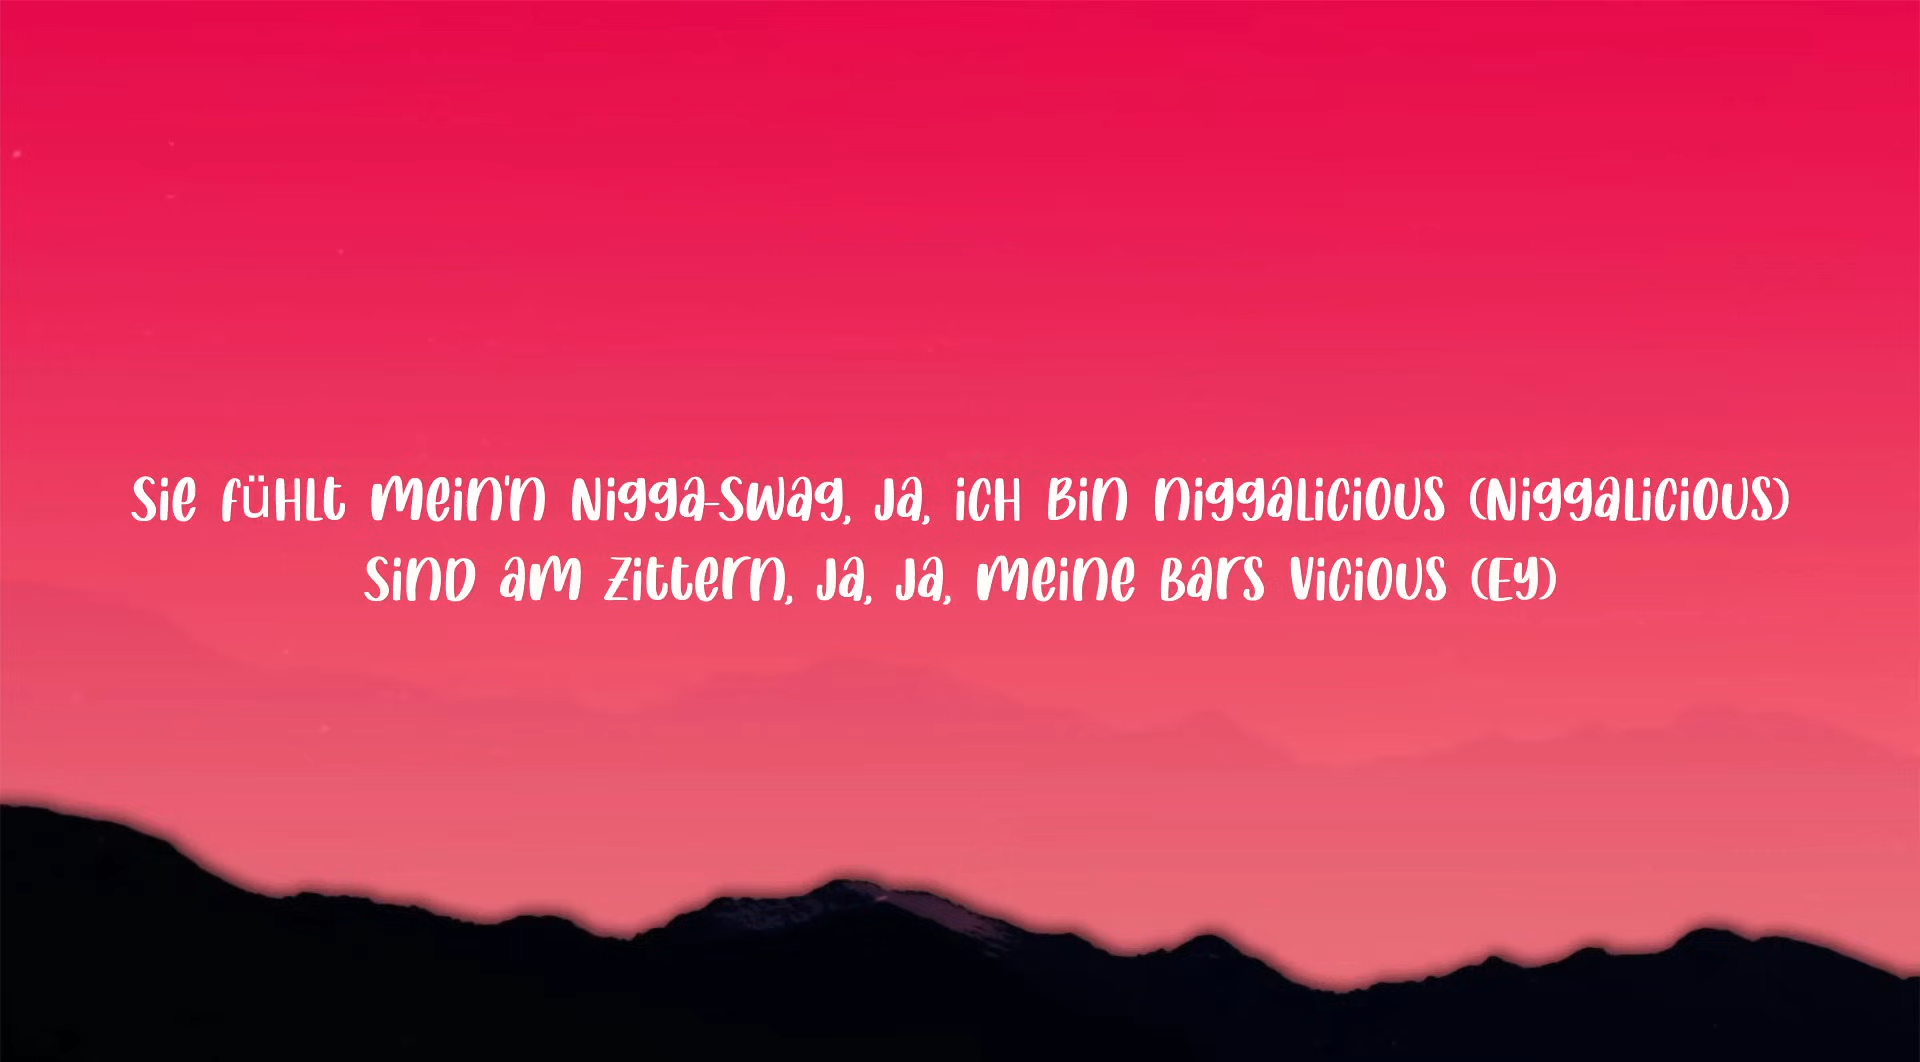 Sie fühlt mein'n Nigga-Swag, ja, ich bin niggalicious (Niggalicious)
Sind am Zittern, ja, ja, meine Bars vicious (Ey)